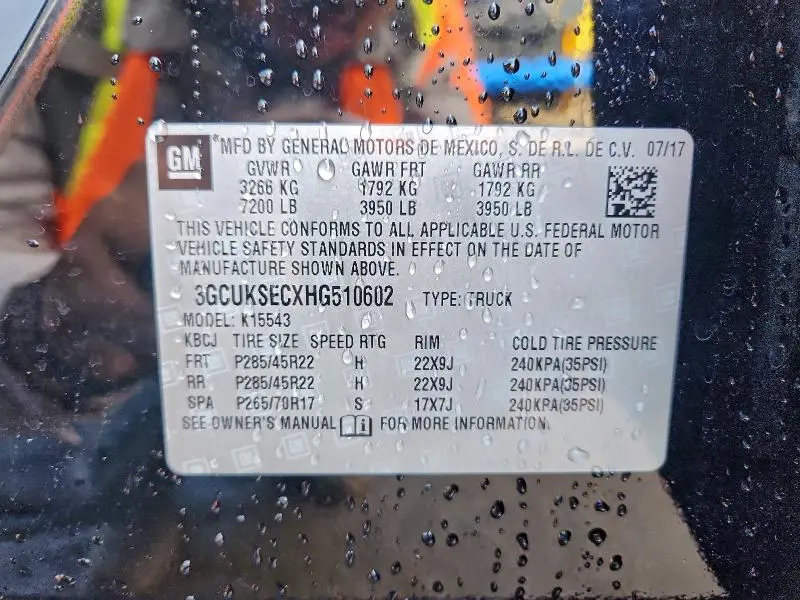 GM MFD BY GENERAL MOTORS DE MEXICO, S. DE R.L. DE C.V. 07/17
GVWR GAWR FRT GAWR RR
3266 KG 1792 KG 1792 KG
7200 LB 3950 LB 3950 LB
THIS VEHICLE CONFORMS TO ALL APPLICABLE U.S. FEDERAL MOTOR
VEHICLE SAFETY STANDARDS IN EFFECT ON THE DATE OF
MANUFACTURE SHOWN ABOVE.
3GCUKSECXHG510602 TYPE: TRUCK
MODEL: K15543
KBCJ TIRE SIZE SPEED RTG RIM COLD TIRE PRESSURE
FRT P285/45R22 H 22X9J 240KPA(35PSI)
RR P285/45R22 H 22X9J 240KPA(35PSI)
SPA P265/70R17 S 17X7J 240KPA(35PSI)
SEE OWNER'S MANUAL FOR MORE INFORMATION.